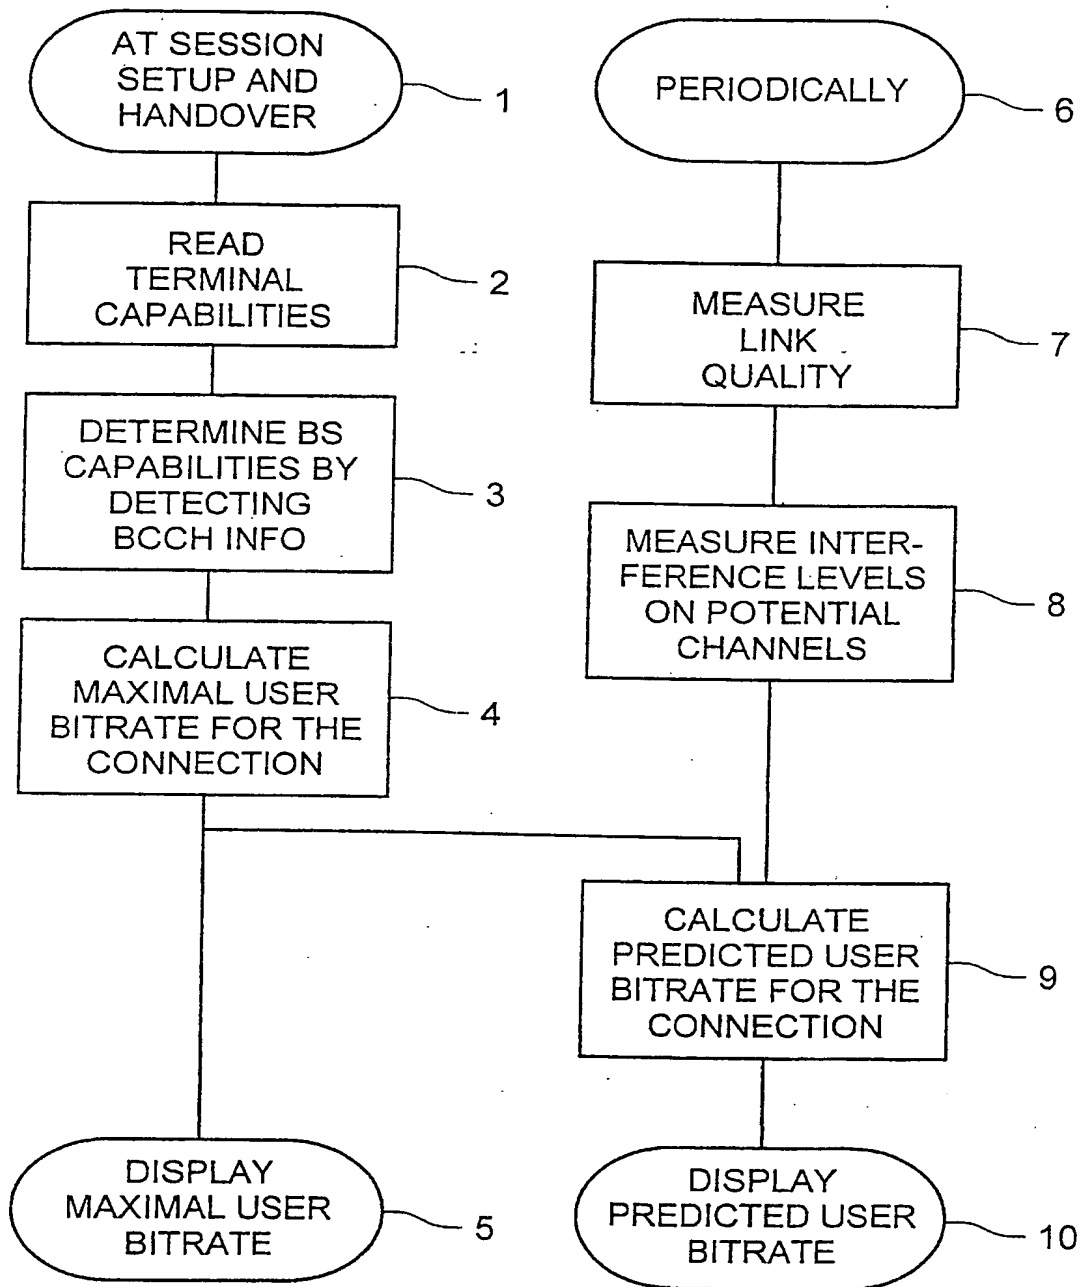 AT SESSION
SETUP AND
HANDOVER
1
READ
TERMINAL
CAPABILITIES
2
DETERMINE BS
CAPABILITIES BY
DETECTING
BCCH INFO
3
CALCULATE
MAXIMAL USER
BITRATE FOR THE
CONNECTION
4
DISPLAY
MAXIMAL USER
BITRATE
5
PERIODICALLY
6
MEASURE
LINK
QUALITY
7
MEASURE INTER-
FERENCE LEVELS
ON POTENTIAL
CHANNELS
8
CALCULATE
PREDICTED USER
BITRATE FOR THE
CONNECTION
9
DISPLAY
PREDICTED USER
BITRATE
10